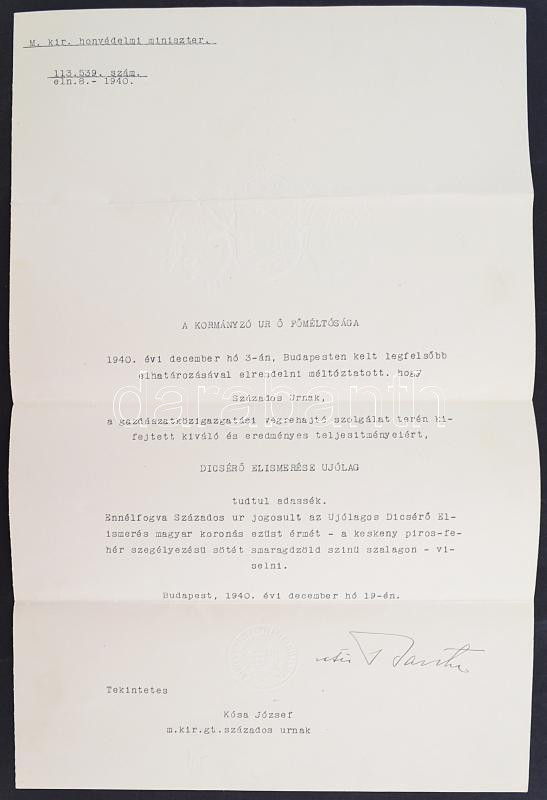 M. kir. honvédelmi miniszter.
113.539. szám.
eln.8.- 1940.
A KORMÁNYZÓ UR Ő FŐMÉLTÓSÁGA
1940. évi december hó 3-án, Budapesten kelt legfelsőbb
elhatározásával elrendelni méltóztatott. hogy
Százados Urnak,
darabanth
a gazdászatközigazgatási végrehajtó szolgálat terén ki-
fejtett kiváló és eredményes teljesitményeiért,
DICSÉRŐ ELISMERÉSE UJÓLAG
tudtul adassék.
Ennélfogva Százados ur jogosult az Ujólagos Dicsérő El-
ismerés magyar koronás ezüst érmét - a keskeny piros-fe-
hér szegélyezésü sötét smaragdzöld szinü szalagon - vi-
selni.
Budapest, 1940. évi december hó 19-én.
Tekintetes
Kósa József
m.kir.gt.százados urnak